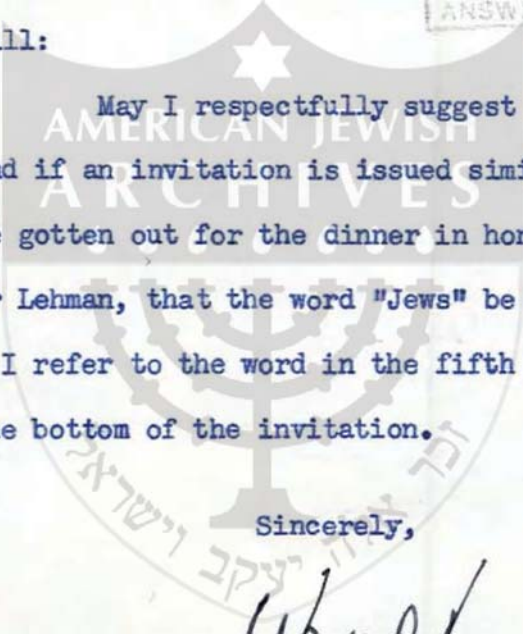 ANSW
ll:
May I respectfully suggest
AMERICAN JEWISH
d if an invitation is issued simi
ARCHIVES
gotten out for the dinner in hon
Lehman, that the word "Jews" be
I refer to the word in the fifth
e bottom of the invitation.
Sincerely,